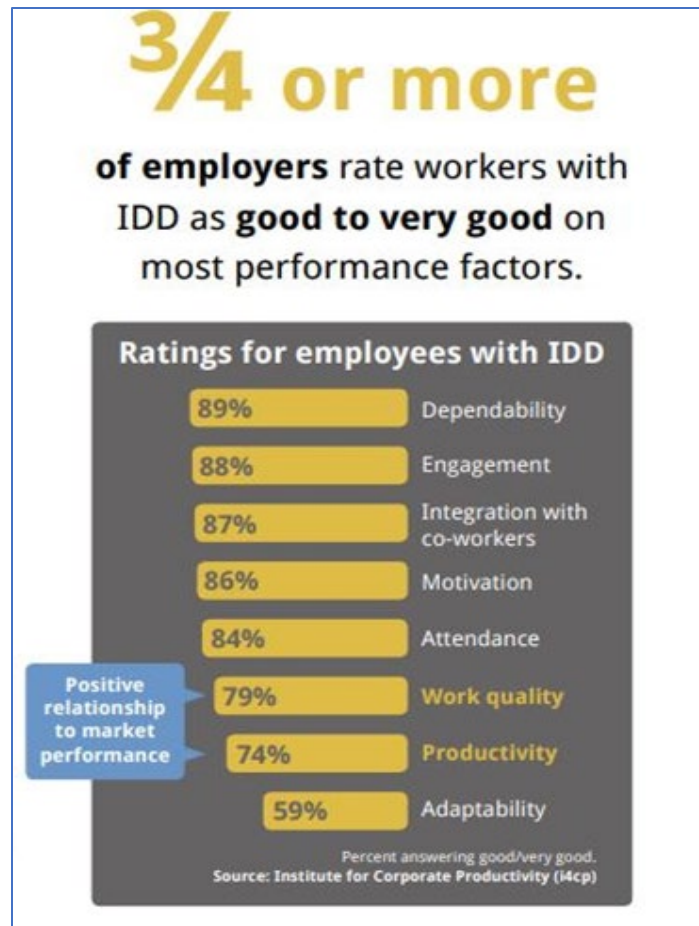 ¾ or more
of employers rate workers with
IDD as good to very good on
most performance factors.
Ratings for employees with IDD
89% Dependability
88% Engagement
87% Integration with
co-workers
86% Motivation
84% Attendance
Positive
relationship
to market
performance
79% Work quality
74% Productivity
59% Adaptability
Percent answering good/very good.
Source: Institute for Corporate Productivity (i4cp)